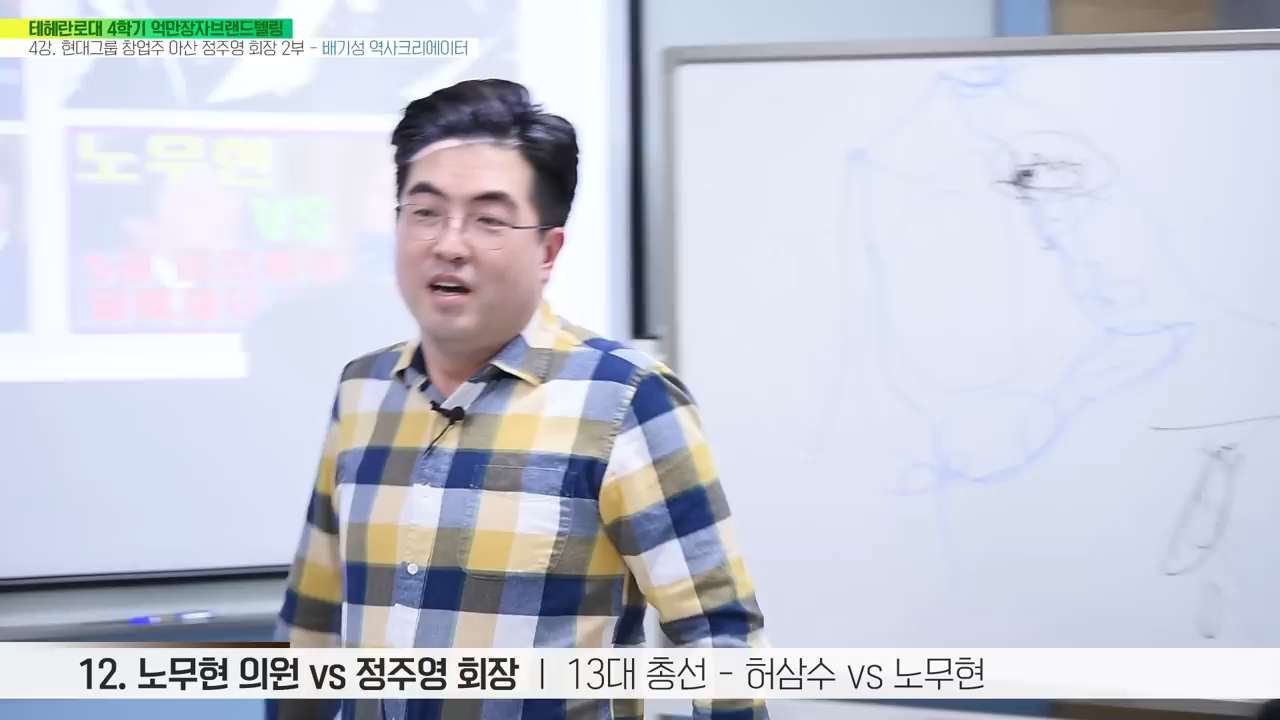 테헤란로대 4학기 억만장자브랜드텔링
4강. 현대그룹 창업주 아산 정주영 회장 2부 - 배기성 역사크리에이터
노무현
VS
12. 노무현 의원 vs 정주영 회장 | 13대 총선 - 허삼수 vs 노무현